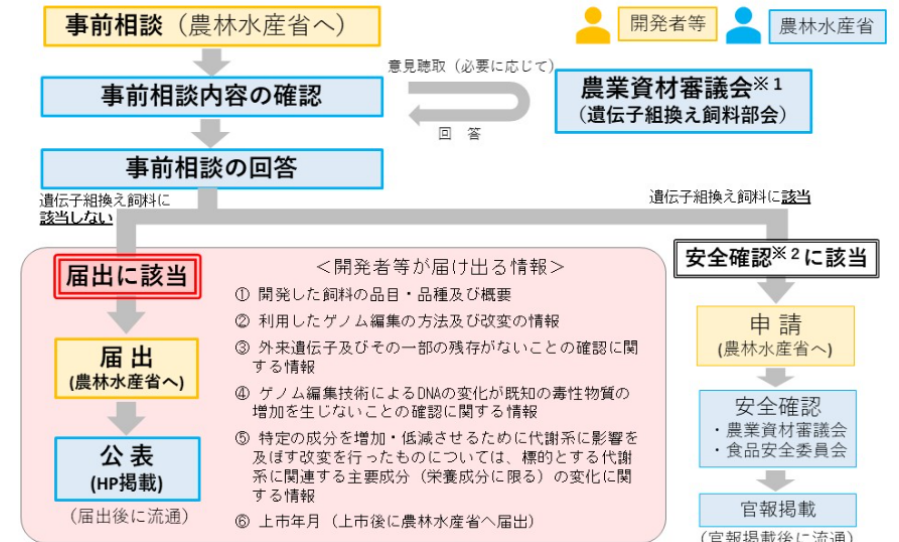 事前相談（農林水産省へ）
開発者等
農林水産省
事前相談内容の確認
意見聴取（必要に応じて）
回 答
農業資材審議会※１
（遺伝子組換え飼料部会）
事前相談の回答
遺伝子組換え飼料に
該当しない
遺伝子組換え飼料に該当
届出に該当
届 出
(農林水産省へ)
公 表
(HP掲載)
（届出後に流通）
＜開発者等が届け出る情報＞
① 開発した飼料の品目・品種及び概要
② 利用したゲノム編集の方法及び改変の情報
③ 外来遺伝子及びその一部の残存がないことの確認に関
する情報
④ ゲノム編集技術によるDNAの変化が既知の毒性物質の
増加を生じないことの確認に関する情報
⑤ 特定の成分を増加・低減させるために代謝系に影響を
及ぼす改変を行ったものについては、標的とする代謝
系に関連する主要成分（栄養成分に限る）の変化に関
する情報
⑥ 上市年月（上市後に農林水産省へ届出）
安全確認※２に該当
申 請
(農林水産省へ)
安全確認
・農業資材審議会
・食品安全委員会
官報掲載
（官報掲載後に流通）